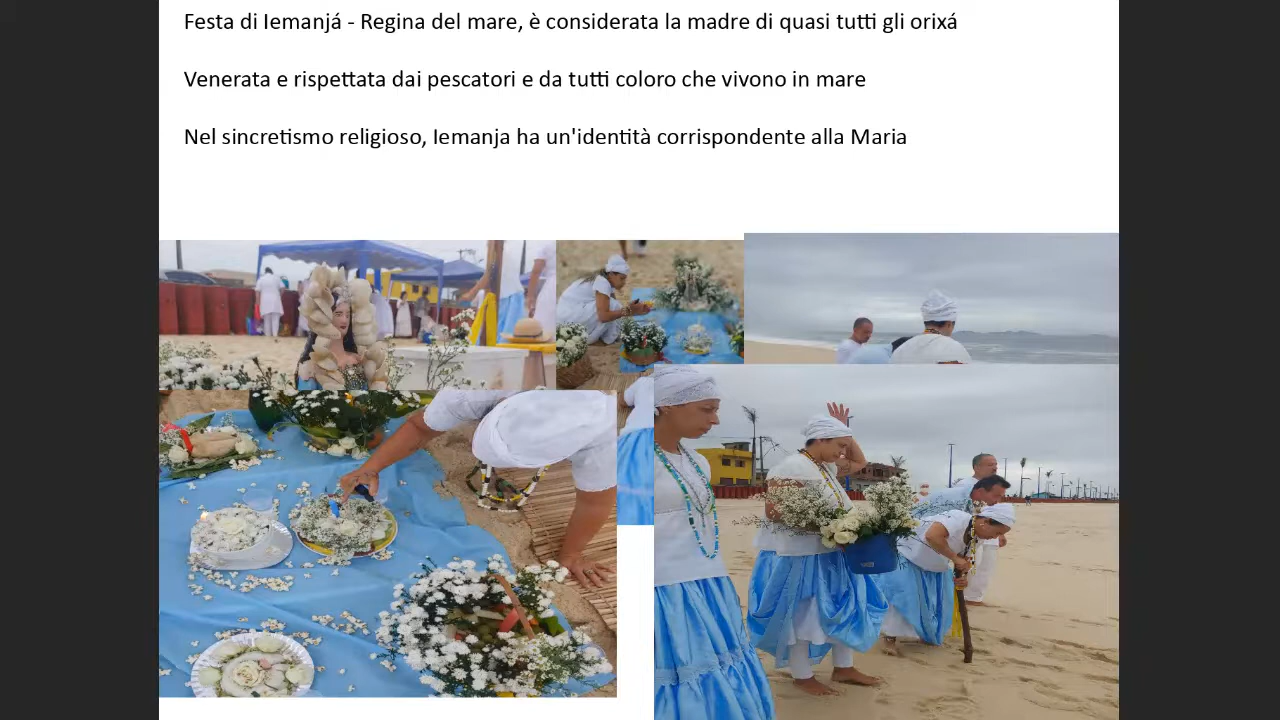 Festa di Iemanjá - Regina del mare, è considerata la madre di quasi tutti gli orixá
Venerata e rispettata dai pescatori e da tutti coloro che vivono in mare
Nel sincretismo religioso, Iemanja ha un'identità corrispondente alla Maria